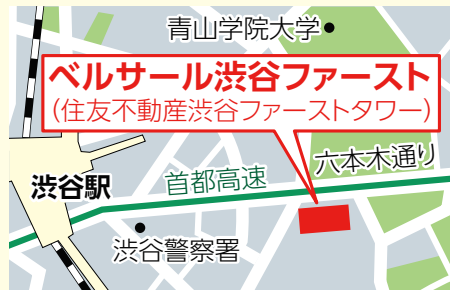 青山学院大学
ベルサール渋谷ファースト
(住友不動産渋谷ファーストタワー)
六本木通り
首都高速
渋谷駅
渋谷警察署